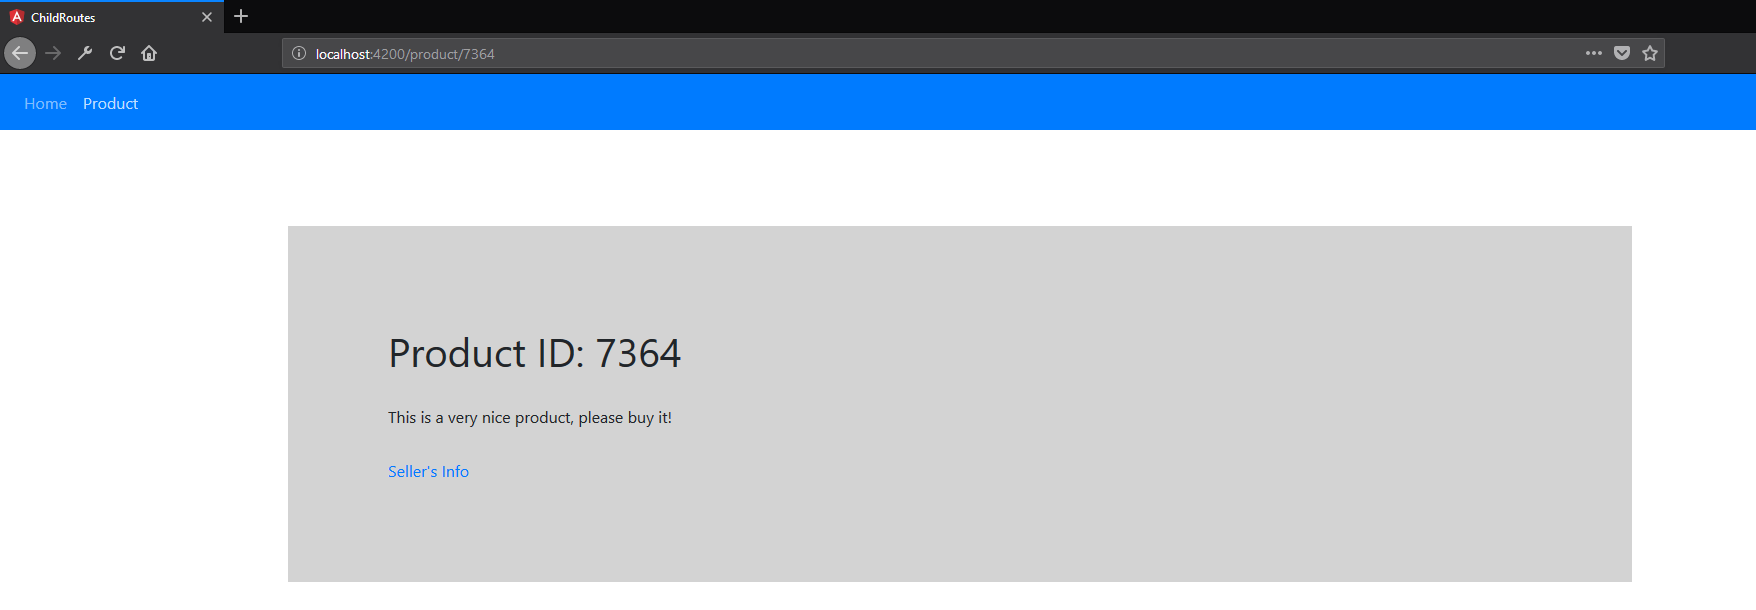 ChildRoutes
localhost:4200/product/7364
Home Product
Product ID: 7364
This is a very nice product, please buy it!
Seller's Info